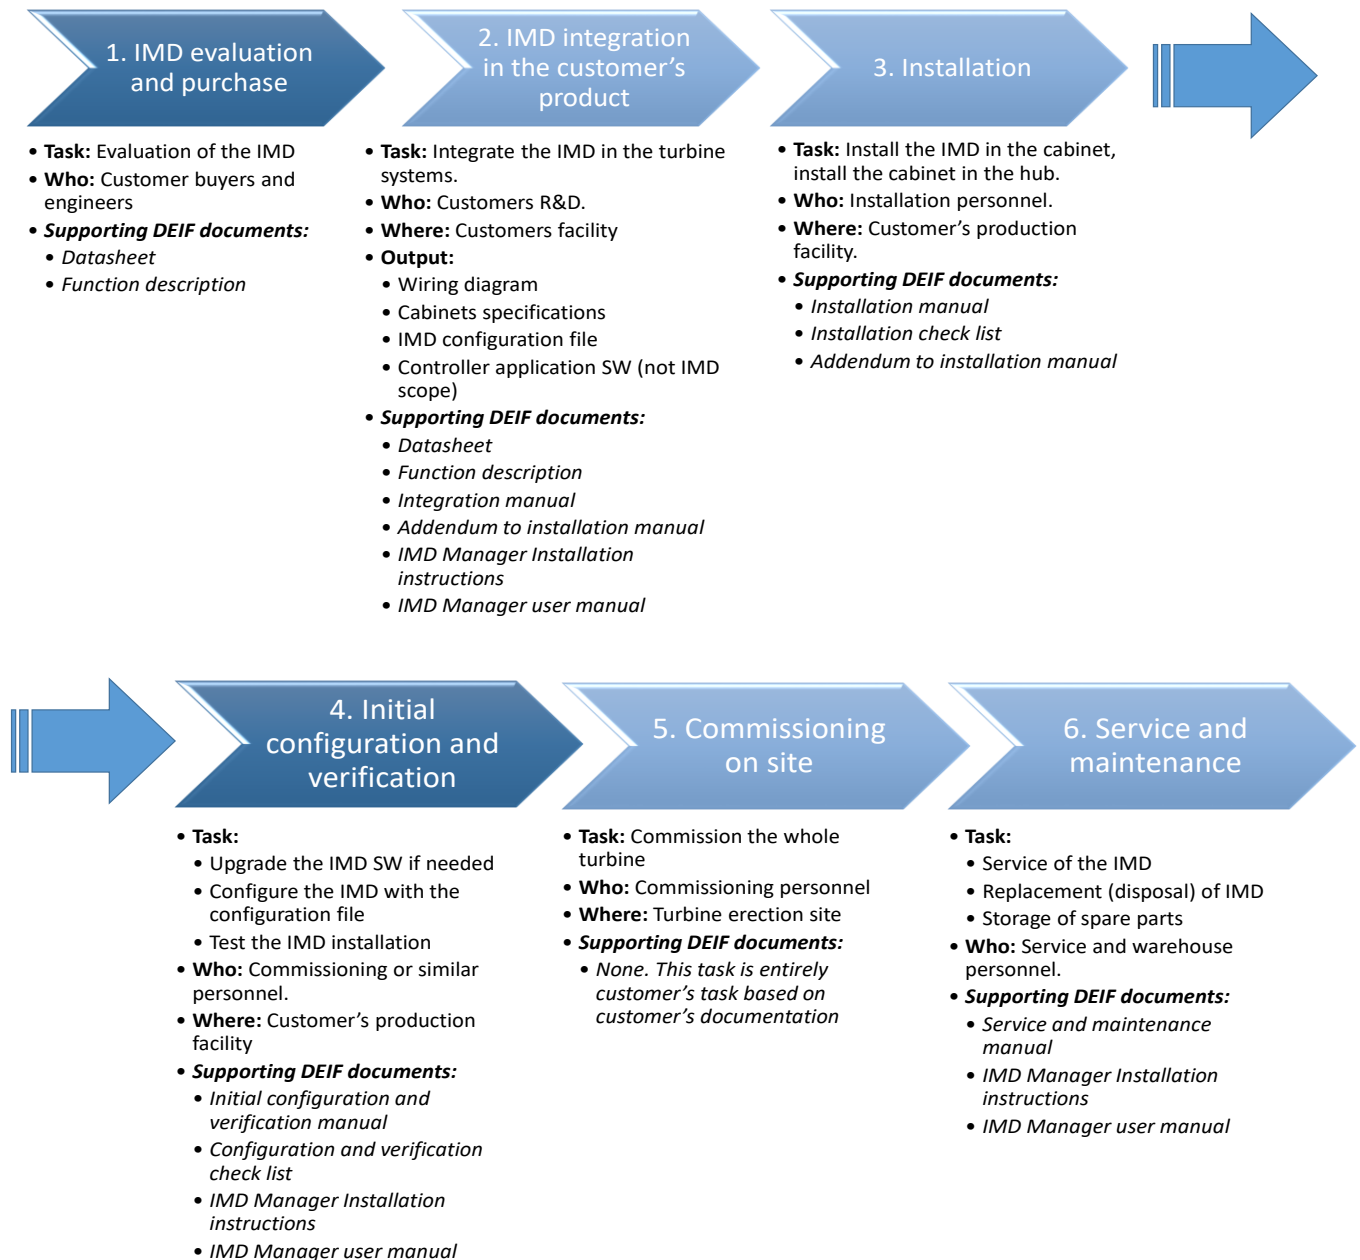 1. IMD evaluation
and purchase
• Task: Evaluation of the IMD
• Who: Customer buyers and
engineers
• Supporting DEIF documents:
• Datasheet
• Function description
2. IMD integration
in the customer's
product
• Task: Integrate the IMD in the turbine
systems.
• Who: Customers R&D.
• Where: Customers facility
• Output:
• Wiring diagram
• Cabinets specifications
• IMD configuration file
• Controller application SW (not IMD
scope)
• Supporting DEIF documents:
• Datasheet
• Function description
• Integration manual
• Addendum to installation manual
• IMD Manager Installation
instructions
• IMD Manager user manual
3. Installation
• Task: Install the IMD in the cabinet,
install the cabinet in the hub.
• Who: Installation personnel.
• Where: Customer's production
facility.
• Supporting DEIF documents:
• Installation manual
• Installation check list
• Addendum to installation manual
4. Initial
configuration and
verification
• Task:
• Upgrade the IMD SW if needed
• Configure the IMD with the
configuration file
• Test the IMD installation
• Who: Commissioning or similar
personnel.
• Where: Customer's production
facility
• Supporting DEIF documents:
• Initial configuration and
verification manual
• Configuration and verification
check list
• IMD Manager Installation
instructions
• IMD Manager user manual
5. Commissioning
on site
• Task: Commission the whole
turbine
• Who: Commissioning personnel
• Where: Turbine erection site
• Supporting DEIF documents:
• None. This task is entirely
customer's task based on
customer's documentation
6. Service and
maintenance
• Task:
• Service of the IMD
• Replacement (disposal) of IMD
• Storage of spare parts
• Who: Service and warehouse
personnel.
• Supporting DEIF documents:
• Service and maintenance
manual
• IMD Manager Installation
instructions
• IMD Manager user manual